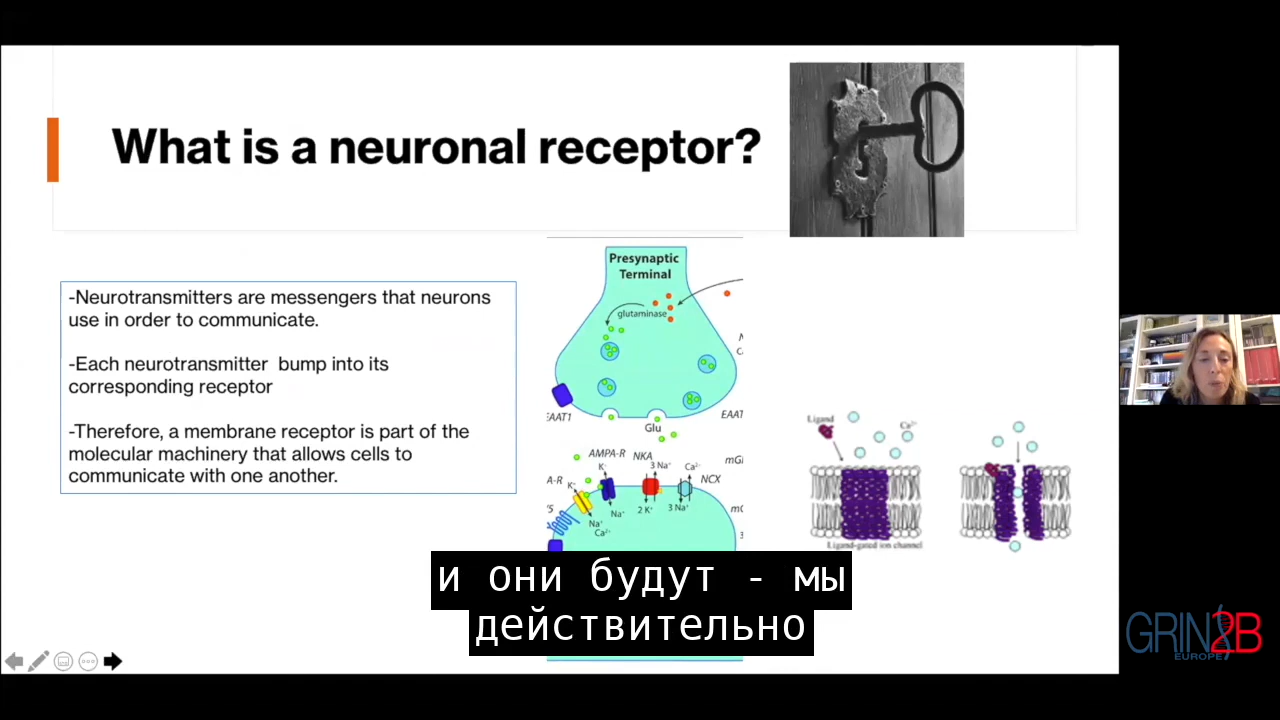 What is a neuronal receptor?
-Neurotransmitters are messengers that neurons
use in order to communicate.
-Each neurotransmitter bump into its
corresponding receptor
-Therefore, a membrane receptor is part of the
molecular machinery that allows cells to
communicate with one another.
Presynaptic
Terminal
glutaminase
EAAT1
EAAT
Glu
AMPA-R
NKA
K⁺
3 Na⁺
Ca²⁺
mGl
A-R
K⁺
NCX
Na⁺
2 K⁺
3 Na⁺
Na⁺
Ca²⁺
Ligand
Ca²⁺
Ligand-gated ion channel
и они будут - мы
действительно
GRIN2B
EUROPE